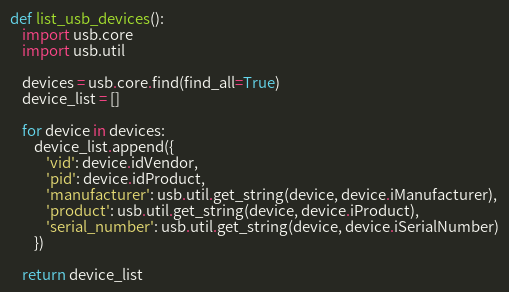 def list_usb_devices():
    import usb.core
    import usb.util

    devices = usb.core.find(find_all=True)
    device_list = []

    for device in devices:
        device_list.append({
            'vid': device.idVendor,
            'pid': device.idProduct,
            'manufacturer': usb.util.get_string(device, device.iManufacturer),
            'product': usb.util.get_string(device, device.iProduct),
            'serial_number': usb.util.get_string(device, device.iSerialNumber)
        })

    return device_list